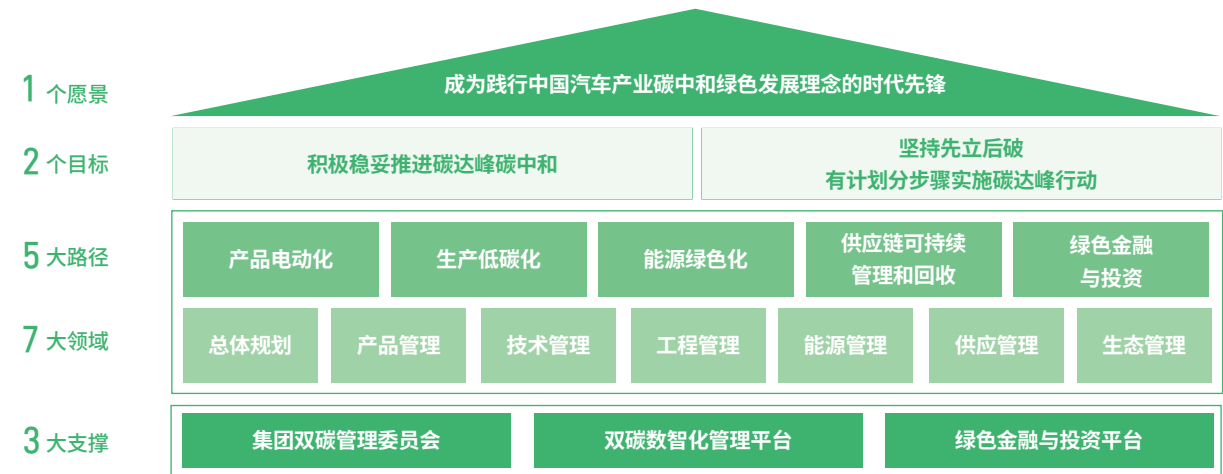 1 个愿景
成为践行中国汽车产业碳中和绿色发展理念的时代先锋
2 个目标
积极稳妥推进碳达峰碳中和
坚持先立后破
有计划分步骤实施碳达峰行动
5 大路径
产品电动化
生产低碳化
能源绿色化
供应链可持续
管理和回收
绿色金融
与投资
7 大领域
总体规划
产品管理
技术管理
工程管理
能源管理
供应管理
生态管理
3 大支撑
集团双碳管理委员会
双碳数智化管理平台
绿色金融与投资平台